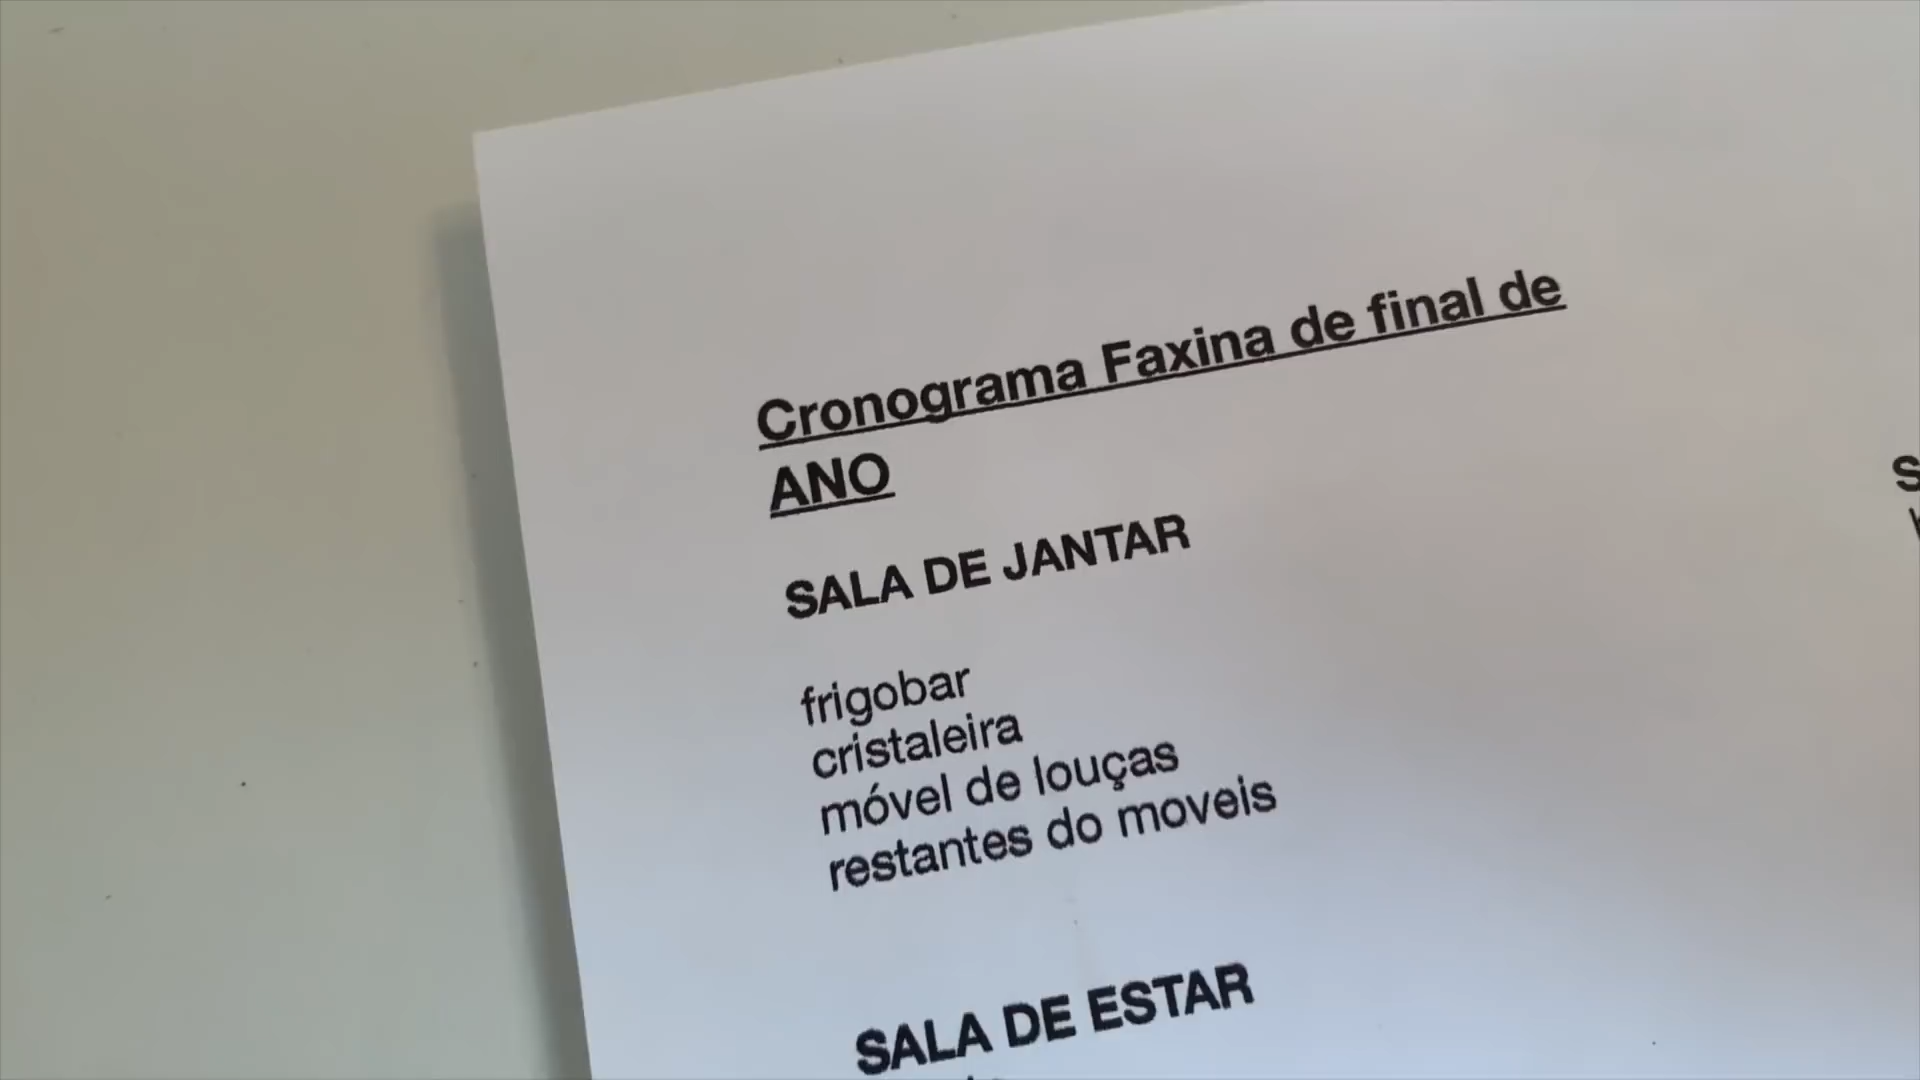 Cronograma Faxina de final de
ANO
SALA DE JANTAR
frigobar
cristaleira
móvel de louças
restantes do moveis
SALA DE ESTAR